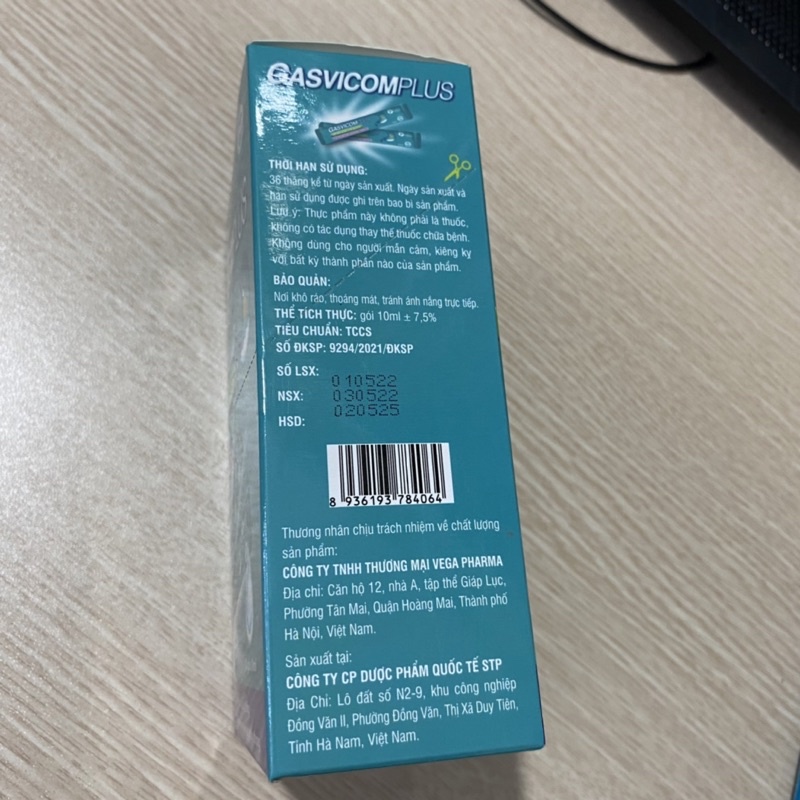 GASVICOMPLUS
GASVICOM
THỜI HẠN SỬ DỤNG:
36 tháng kể từ ngày sản xuất. Ngày sản xuất và
hạn sử dụng được ghi trên bao bì sản phẩm.
Lưu ý: Thực phẩm này không phải là thuốc,
không có tác dụng thay thế thuốc chữa bệnh.
Không dùng cho người mẫn cảm, kiêng kỵ
với bất kỳ thành phần nào của sản phẩm.
BẢO QUẢN:
Nơi khô ráo, thoáng mát, tránh ánh nắng trực tiếp.
THỂ TÍCH THỰC: gói 10ml ± 7,5%
TIÊU CHUẨN: TCCS
SỐ ĐKSP: 9294/2021/ĐKSP
SỐ LSX: 010522
NSX: 030522
HSD: 020525
8 936193 784064
Thương nhân chịu trách nhiệm về chất lượng
sản phẩm:
CÔNG TY TNHH THƯƠNG MẠI VEGA PHARMA
Địa chỉ: Căn hộ 12, nhà A, tập thể Giáp Lục,
Phường Tân Mai, Quận Hoàng Mai, Thành phố
Hà Nội, Việt Nam.
Sản xuất tại:
CÔNG TY CP DƯỢC PHẨM QUỐC TẾ STP
Địa Chỉ: Lô đất số N2-9, khu công nghiệp
Đồng Văn II, Phường Đồng Văn, Thị Xã Duy Tiên,
Tỉnh Hà Nam, Việt Nam.